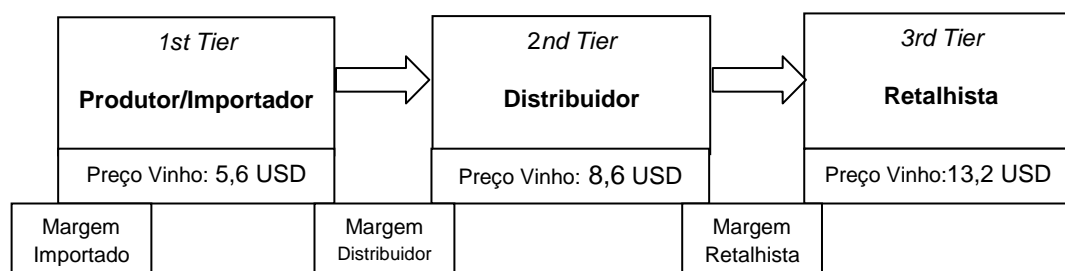 1st Tier
Produtor/Importador
Preço Vinho: 5,6 USD
2nd Tier
Distribuidor
Preço Vinho: 8,6 USD
3rd Tier
Retalhista
Preço Vinho:13,2 USD
Margem
Importado
Margem
Distribuidor
Margem
Retalhista